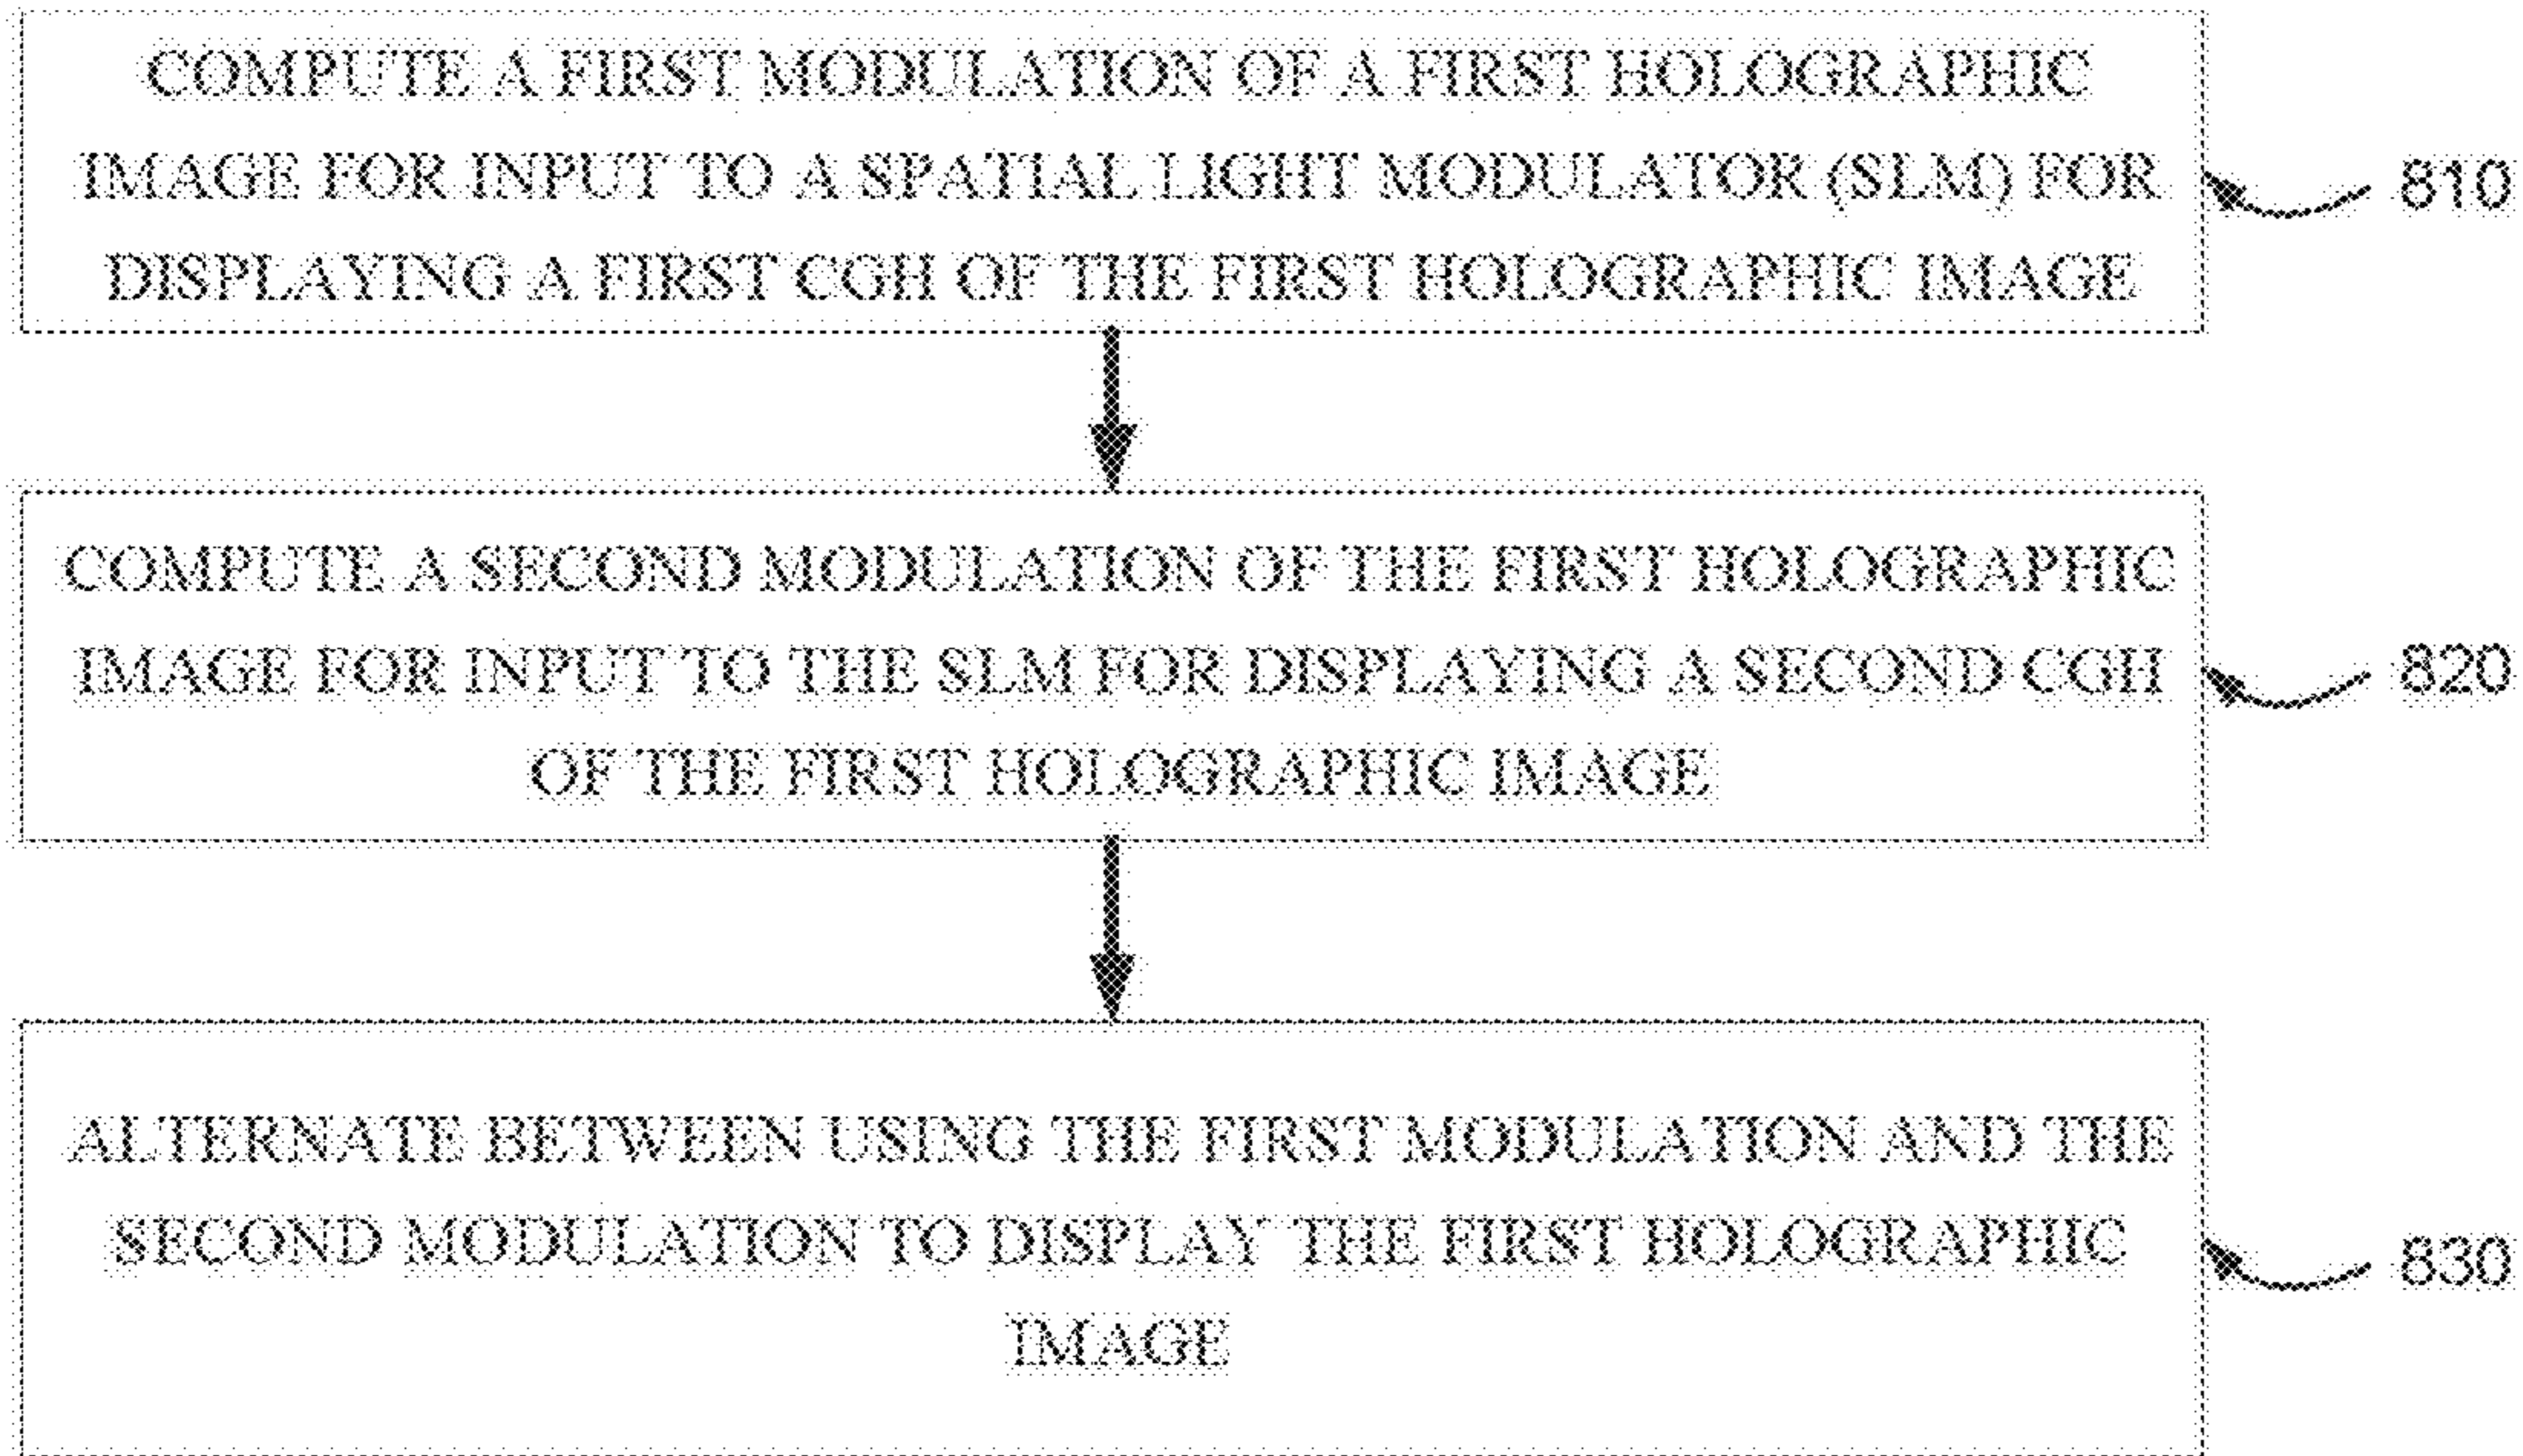 COMPUTE A FIRST MODULATION OF A FIRST HOLOGRAPHIC
IMAGE FOR INPUT TO A SPATIAL LIGHT MODULATOR (SLM) FOR
DISPLAYING A FIRST CGH OF THE FIRST HOLOGRAPHIC IMAGE
810
COMPUTE A SECOND MODULATION OF THE FIRST HOLOGRAPHIC
IMAGE FOR INPUT TO THE SLM FOR DISPLAYING A SECOND CGH
OF THE FIRST HOLOGRAPHIC IMAGE
820
ALTERNATE BETWEEN USING THE FIRST MODULATION AND THE
SECOND MODULATION TO DISPLAY THE FIRST HOLOGRAPHIC
IMAGE
830